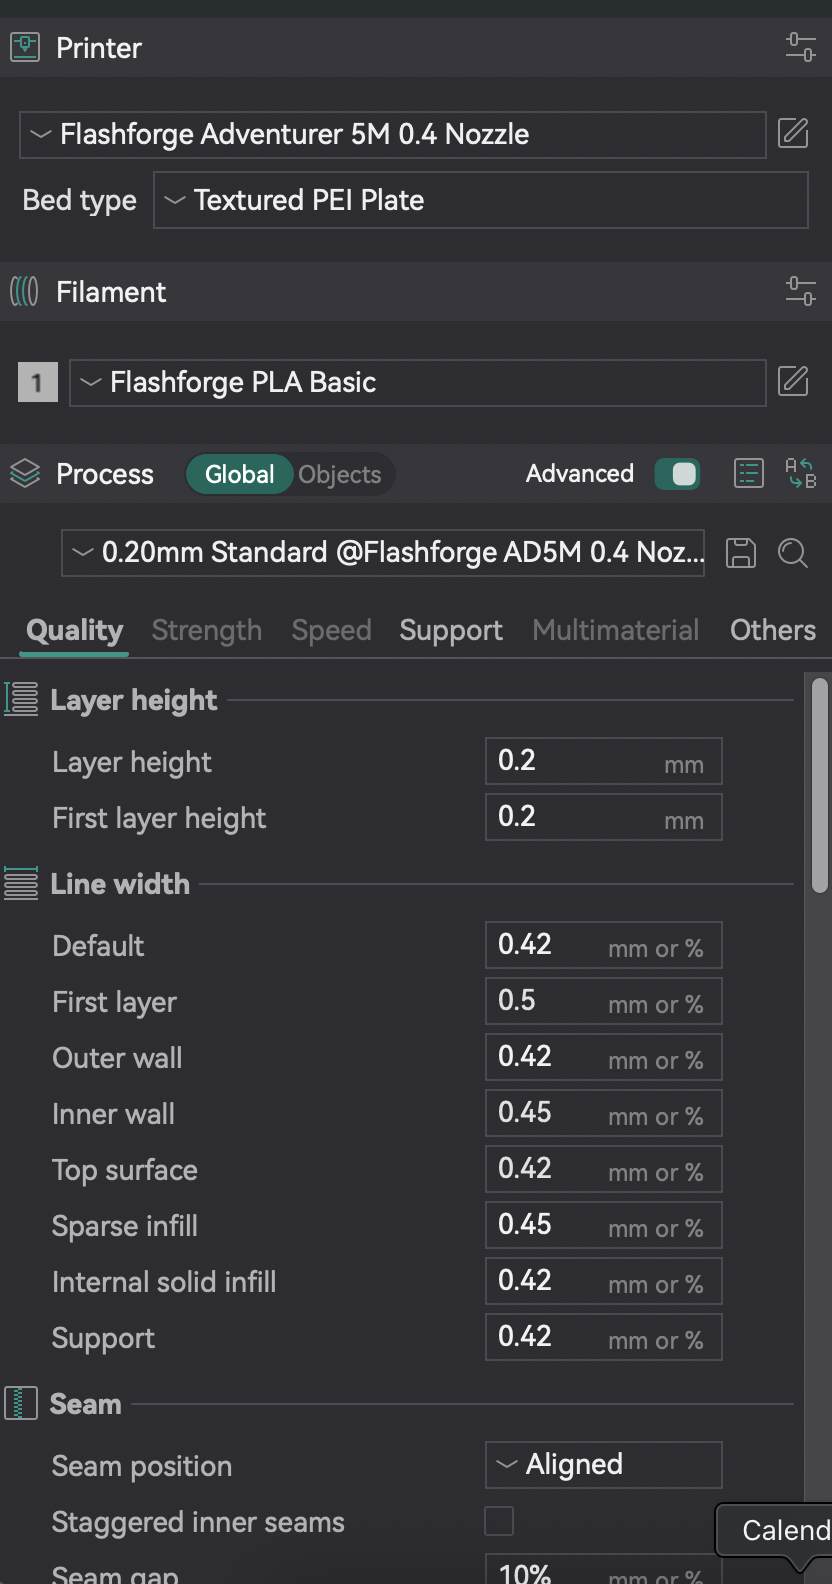 Printer
Flashforge Adventurer 5M 0.4 Nozzle
Bed type Textured PEI Plate
Filament
1 Flashforge PLA Basic
Process Global Objects Advanced
0.20mm Standard @Flashforge AD5M 0.4 Noz...
Quality Strength Speed Support Multimaterial Others
Layer height
Layer height 0.2 mm
First layer height 0.2 mm
Line width
Default 0.42 mm or %
First layer 0.5 mm or %
Outer wall 0.42 mm or %
Inner wall 0.45 mm or %
Top surface 0.42 mm or %
Sparse infill 0.45 mm or %
Internal solid infill 0.42 mm or %
Support 0.42 mm or %
Seam
Seam position Aligned
Staggered inner seams
Calend
Seam gap 10% mm or %